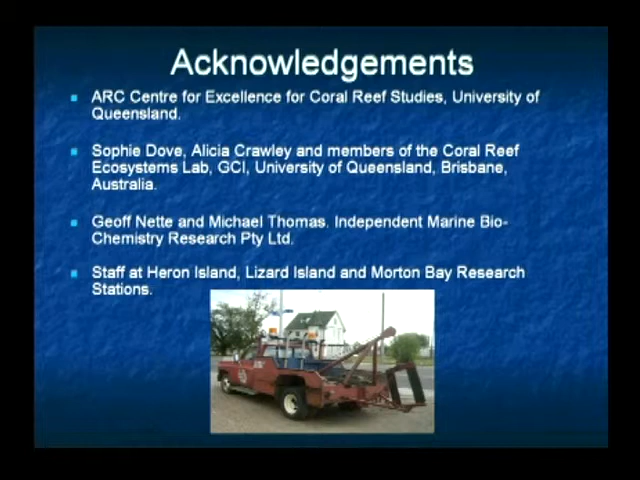 Acknowledgements
ARC Centre for Excellence for Coral Reef Studies, University of
Queensland.
Sophie Dove, Alicia Crawley and members of the Coral Reef
Ecosystems Lab, GCI, University of Queensland, Brisbane,
Australia.
Geoff Nette and Michael Thomas. Independent Marine Bio-
Chemistry Research Pty Ltd.
Staff at Heron Island, Lizard Island and Morton Bay Research
Stations.